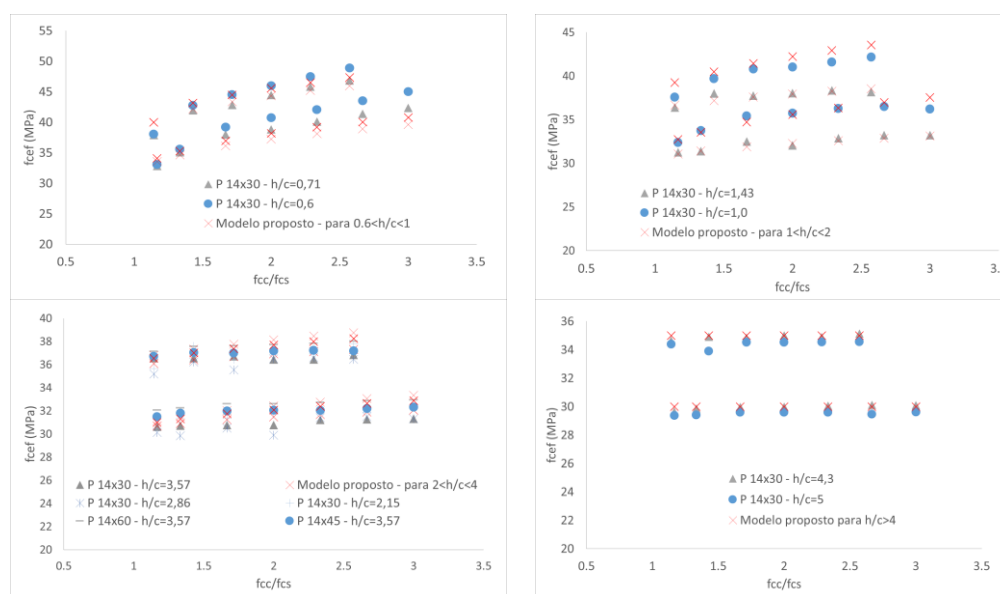 55
50
45
40
35
30
25
20
fcef (MPa)
P 14x30 - h/c=0,71
P 14x30 - h/c=0,6
Modelo proposto - para 0.6<h/c<1
0.5 1 1.5 2 2.5 3 3.5
fcc/fcs
45
40
35
30
25
20
fcef (MPa)
P 14x30 - h/c=1,43
P 14x30 - h/c=1,0
Modelo proposto - para 1<h/c<2
0.5 1 1.5 2 2.5 3 3.5
fcc/fcs
40
38
36
34
32
30
28
26
24
22
20
fcef (MPa)
P 14x30 - h/c=3,57 Modelo proposto - para 2<h/c<4
P 14x30 - h/c=2,86 P 14x30 - h/c=2,15
P 14x60 - h/c=3,57 P 14x45 - h/c=3,57
0.5 1 1.5 2 2.5 3 3.5
fcc/fcs
36
34
32
30
28
26
24
22
20
fcef (MPa)
P 14x30 - h/c=4,3
P 14x30 - h/c=5
Modelo proposto para h/c>4
0.5 1 1.5 2 2.5 3 3.5
fcc/fcs